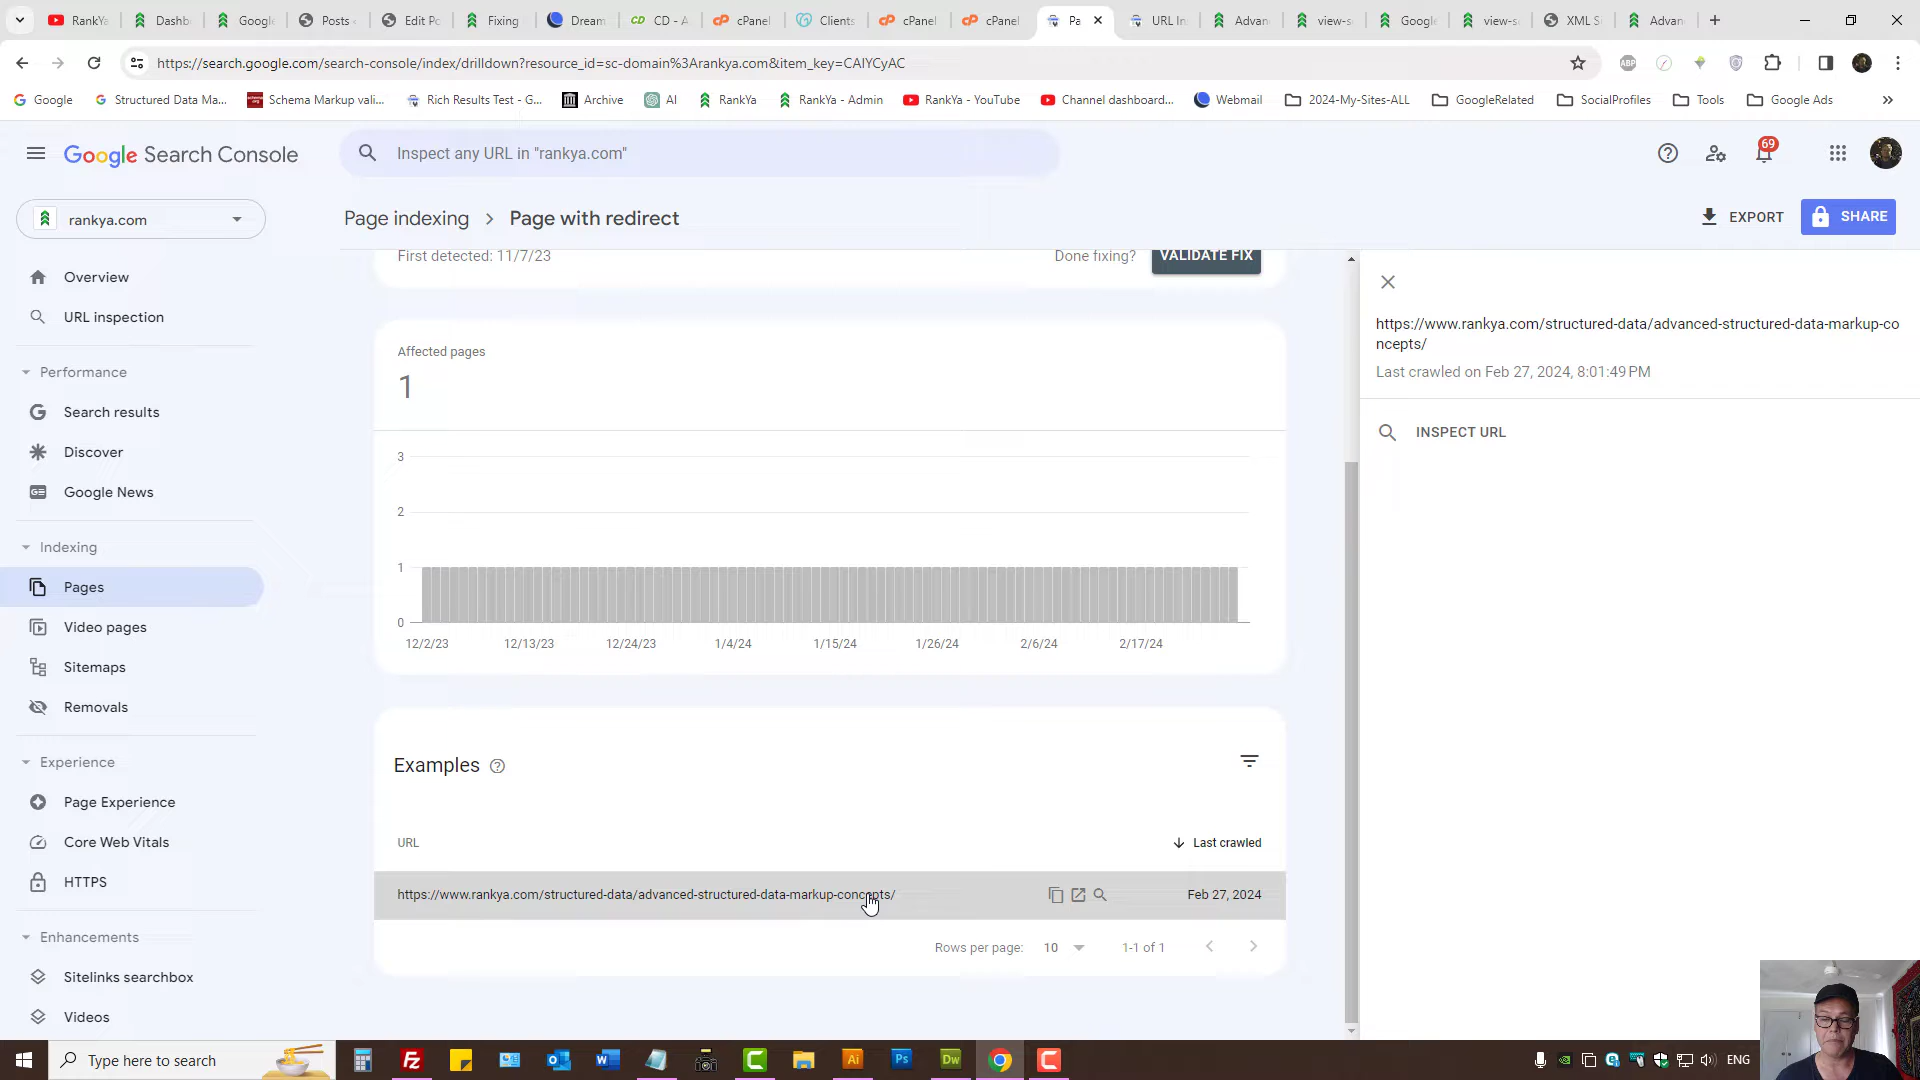 RankYa
Dashb
Google
Posts
Edit Po
Fixing
Dream
CD - A
cPanel
Clients
cPanel
cPanel
Pa
URL In
Advan
view-s
Google
view-s
XML S
Advan
https://search.google.com/search-console/index/drilldown?resource_id=sc-domain%3Arankya.com&item_key=CAIYCyAC
Google
Structured Data Ma...
Schema Markup vali...
Rich Results Test - G...
Archive
AI
RankYa
RankYa - Admin
RankYa - YouTube
Channel dashboard...
Webmail
2024-My-Sites-ALL
GoogleRelated
SocialProfiles
Tools
Google Ads
Google Search Console
Inspect any URL in "rankya.com"
69
rankya.com
Page indexing
Page with redirect
EXPORT
SHARE
Overview
URL inspection
Performance
Search results
Discover
Google News
Indexing
Pages
Video pages
Sitemaps
Removals
Experience
Page Experience
Core Web Vitals
HTTPS
Enhancements
Sitelinks searchbox
Videos
First detected: 11/7/23
Done fixing?
VALIDATE FIX
Affected pages
1
3
2
1
0
12/2/23
12/13/23
12/24/23
1/4/24
1/15/24
1/26/24
2/6/24
2/17/24
Examples
URL
Last crawled
https://www.rankya.com/structured-data/advanced-structured-data-markup-concepts/
Feb 27, 2024
Rows per page:
10
1-1 of 1
https://www.rankya.com/structured-data/advanced-structured-data-markup-co
ncepts/
Last crawled on Feb 27, 2024, 8:01:49 PM
INSPECT URL
Type here to search
ENG